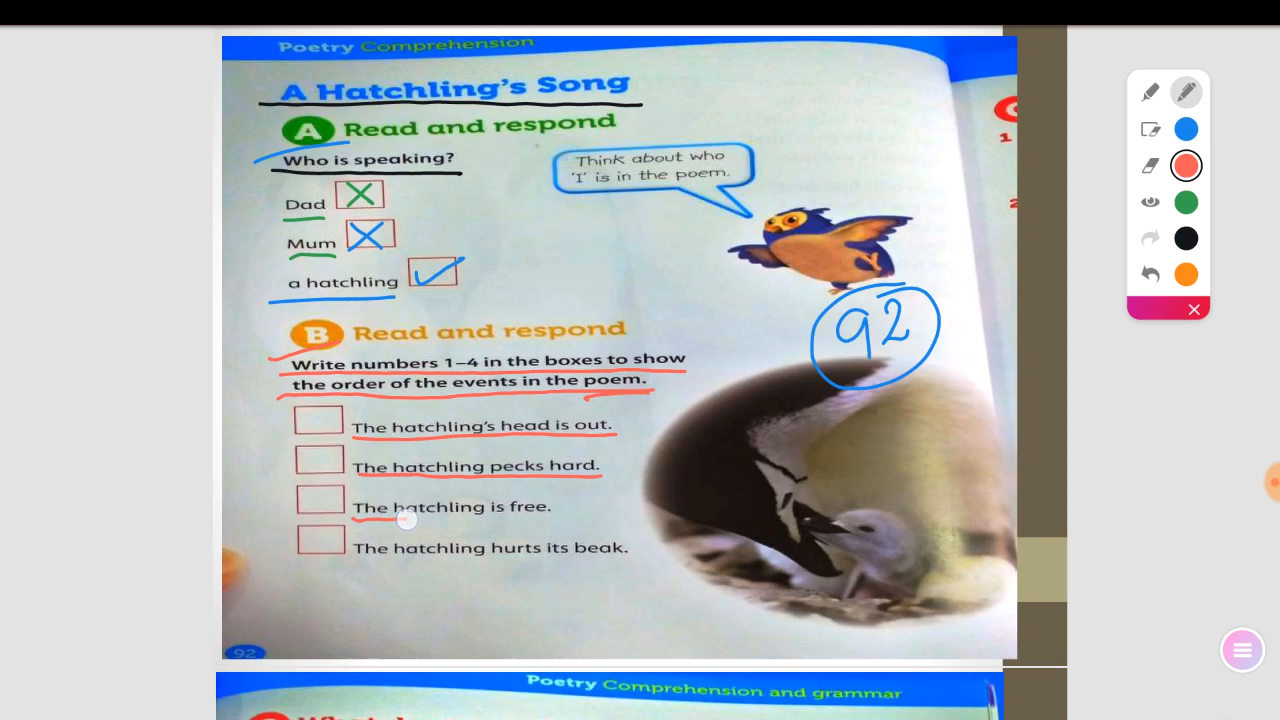 Poetry Comprehension
A Hatchling's Song
A Read and respond
Who is speaking?
Think about who
'I' is in the poem.
Dad
Mum
a hatchling
92
B Read and respond
Write numbers 1–4 in the boxes to show
the order of the events in the poem.
The hatchling's head is out.
The hatchling pecks hard.
The hatchling is free.
The hatchling hurts its beak.
92
1
Poetry Comprehension and grammar